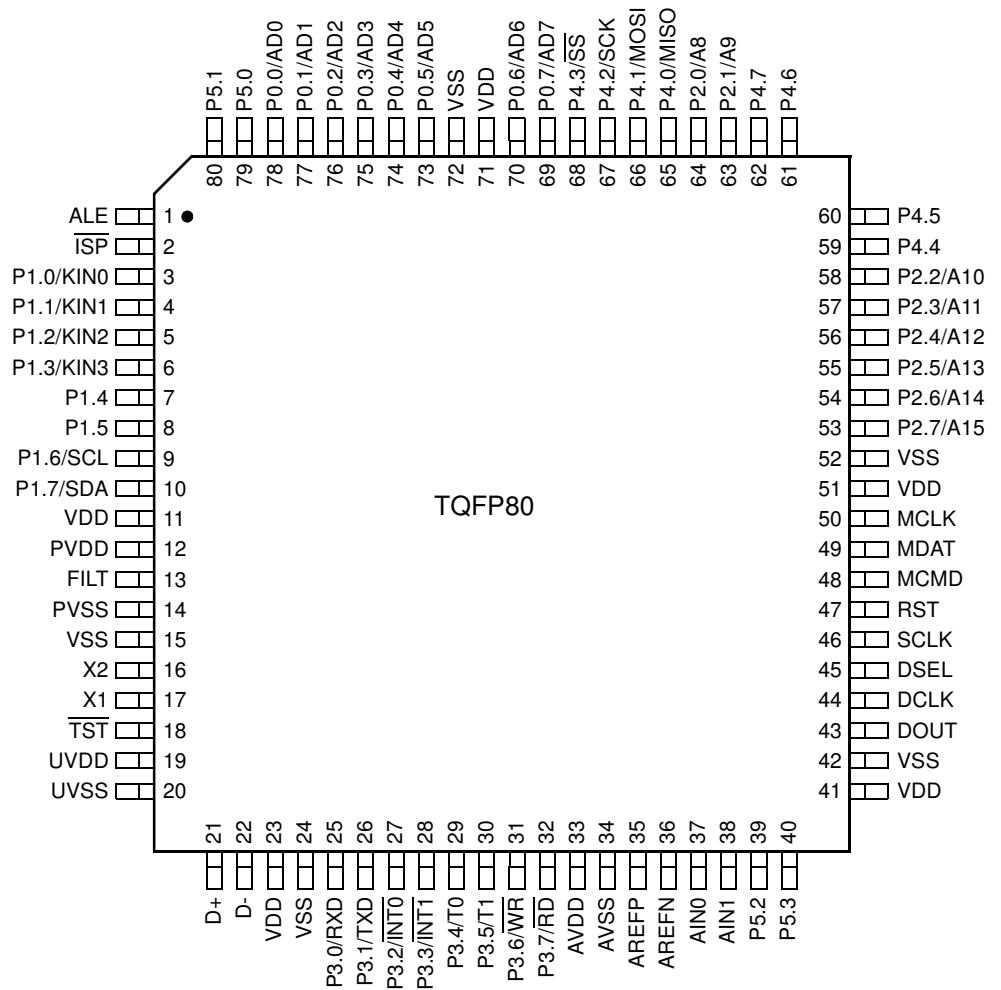 P5.1
P5.0
P0.0/AD0
P0.1/AD1
P0.2/AD2
P0.3/AD3
P0.4/AD4
P0.5/AD5
VSS
VDD
P0.6/AD6
P0.7/AD7
P4.3/SS
P4.2/SCK
P4.1/MOSI
P4.0/MISO
P2.0/A8
P2.1/A9
P4.7
P4.6
80
79
78
77
76
75
74
73
72
71
70
69
68
67
66
65
64
63
62
61
ALE 1
ISP 2
P1.0/KIN0 3
P1.1/KIN1 4
P1.2/KIN2 5
P1.3/KIN3 6
P1.4 7
P1.5 8
P1.6/SCL 9
P1.7/SDA 10
VDD 11
PVDD 12
FILT 13
PVSS 14
VSS 15
X2 16
X1 17
TST 18
UVDD 19
UVSS 20
TQFP80
60 P4.5
59 P4.4
58 P2.2/A10
57 P2.3/A11
56 P2.4/A12
55 P2.5/A13
54 P2.6/A14
53 P2.7/A15
52 VSS
51 VDD
50 MCLK
49 MDAT
48 MCMD
47 RST
46 SCLK
45 DSEL
44 DCLK
43 DOUT
42 VSS
41 VDD
21
22
23
24
25
26
27
28
29
30
31
32
33
34
35
36
37
38
39
40
D+
D-
VDD
VSS
P3.0/RXD
P3.1/TXD
P3.2/INT0
P3.3/INT1
P3.4/T0
P3.5/T1
P3.6/WR
P3.7/RD
AVDD
AVSS
AREFP
AREFN
AIN0
AIN1
P5.2
P5.3